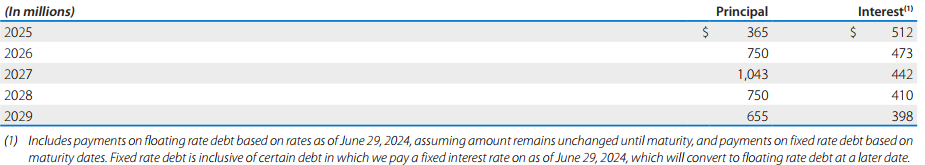 (In millions) Principal Interest(1)
2025 $ 365 $ 512
2026 750 473
2027 1,043 442
2028 750 410
2029 655 398
(1) Includes payments on floating rate debt based on rates as of June 29, 2024, assuming amount remains unchanged until maturity, and payments on fixed rate debt based on
maturity dates. Fixed rate debt is inclusive of certain debt in which we pay a fixed interest rate on as of June 29, 2024, which will convert to floating rate debt at a later date.